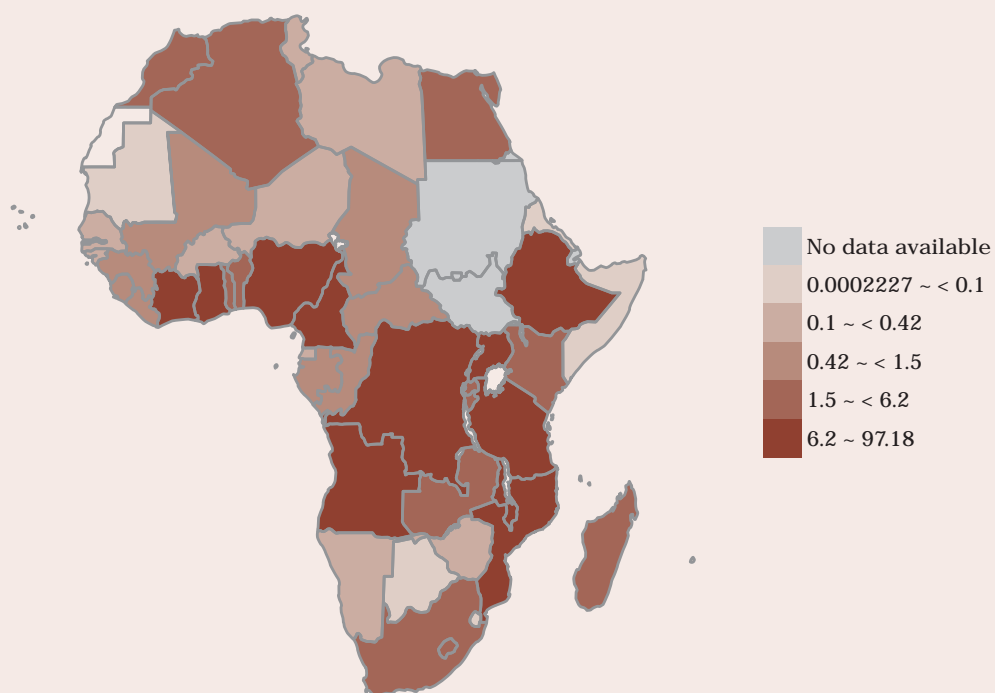 No data available
0.0002227 ~ < 0.1
0.1 ~ < 0.42
0.42 ~ < 1.5
1.5 ~ < 6.2
6.2 ~ 97.18